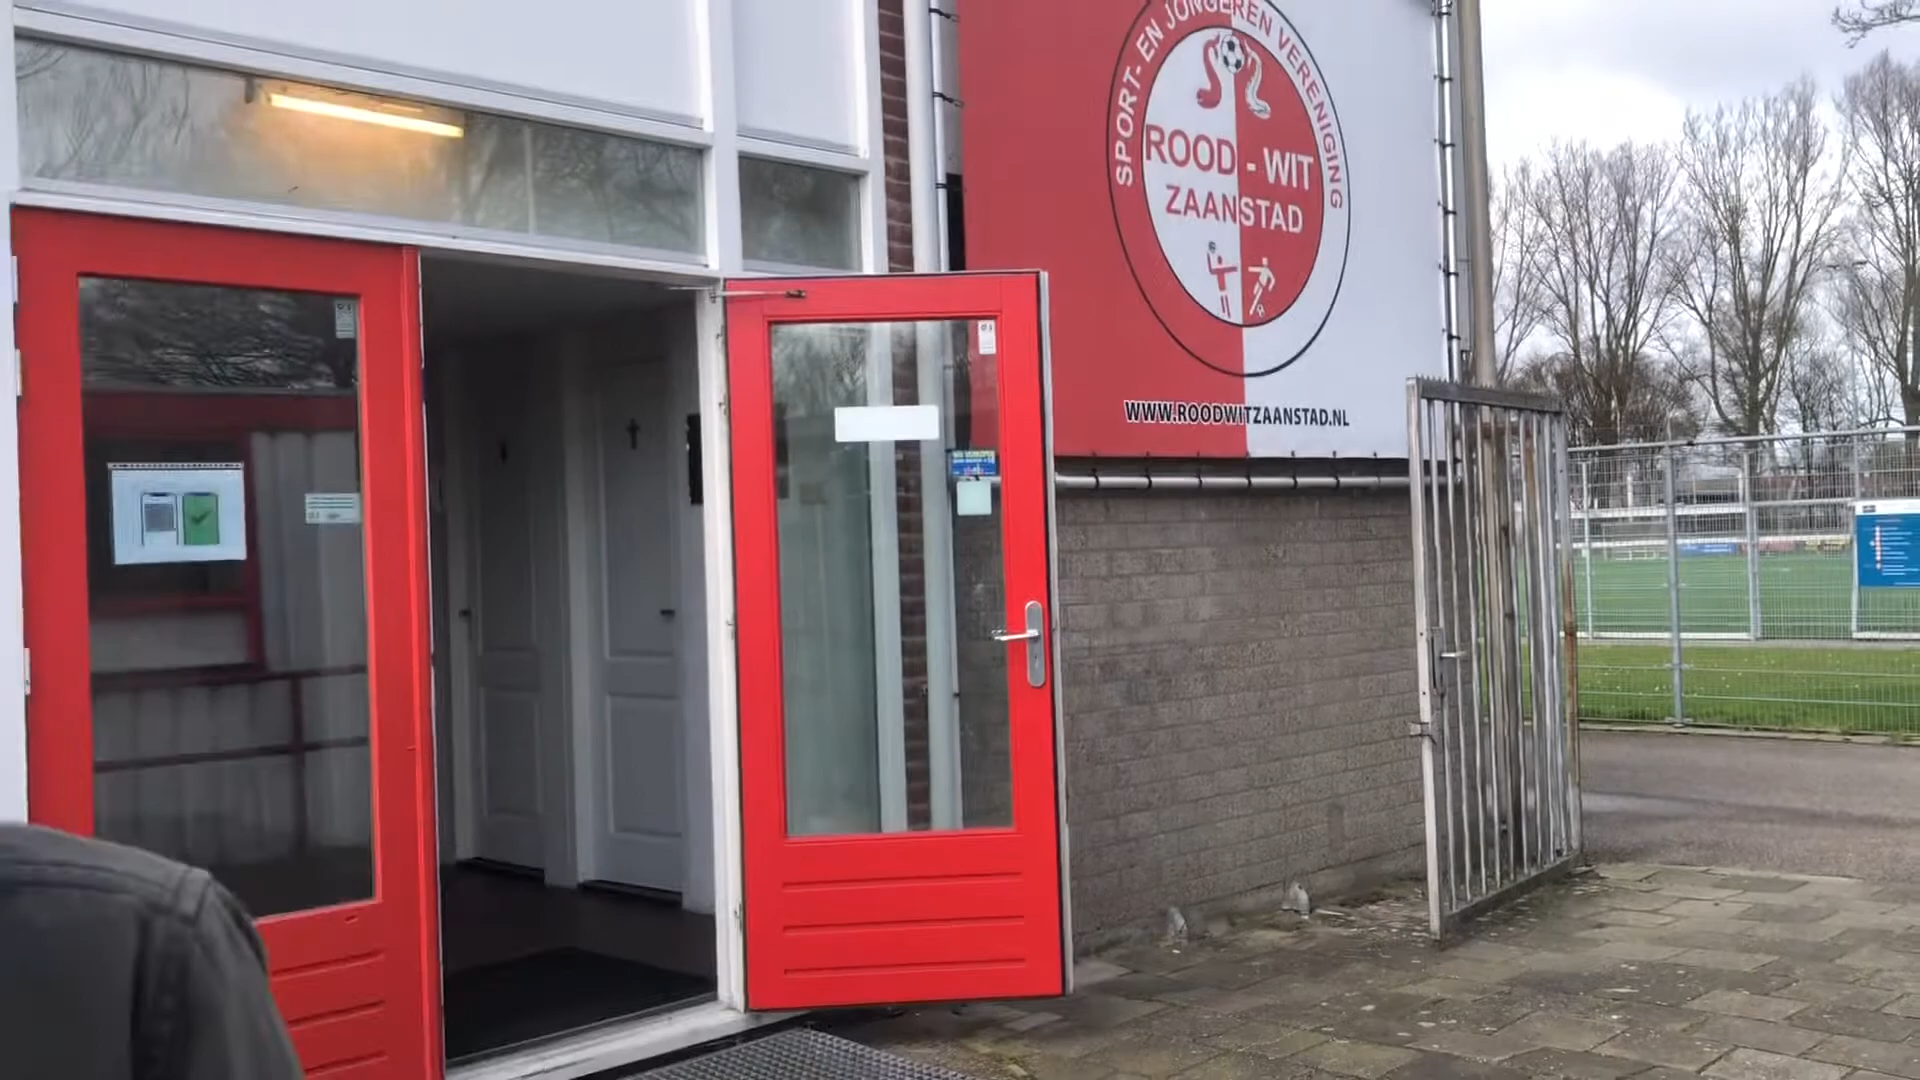 SPORT- EN JONGEREN VERENIGING
ROOD - WIT
ZAANSTAD
WWW.ROODWITZAANSTAD.NL